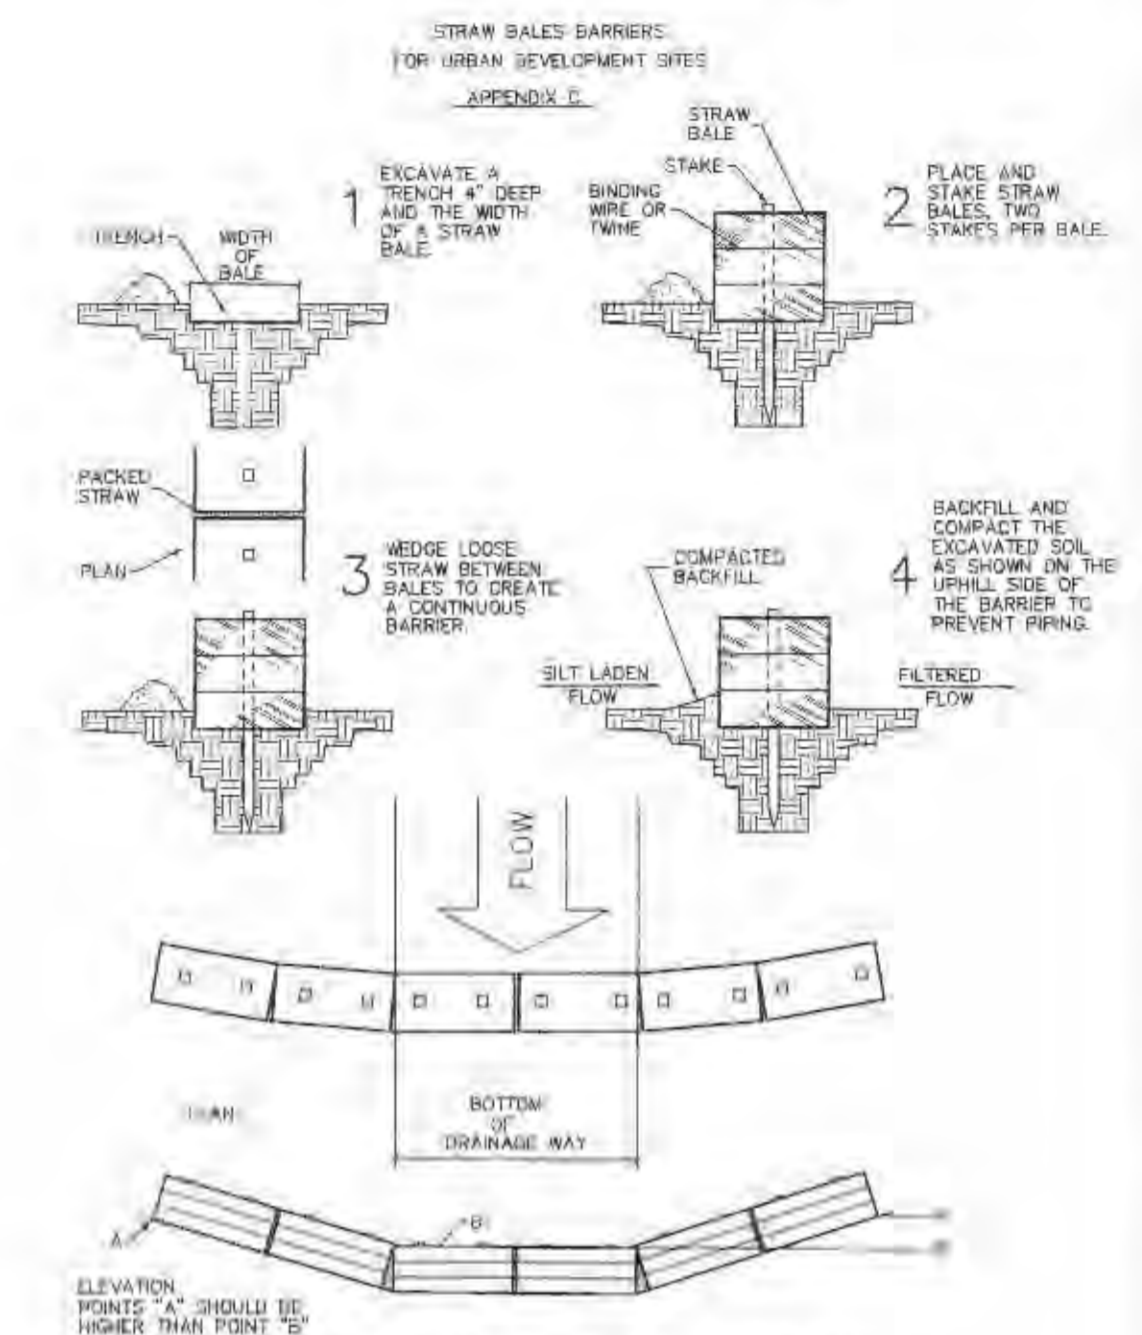 STRAW BALES BARRIERS
FOR URBAN DEVELOPMENT SITES
APPENDIX C
1
EXCAVATE A
TRENCH 4" DEEP
AND THE WIDTH
OF A STRAW
BALE.
TRENCH
WIDTH
OF
BALE
STRAW
BALE
STAKE
BINDING
WIRE OR
TWINE
2
PLACE AND
STAKE STRAW
BALES, TWO
STAKES PER BALE.
PACKED
STRAW
PLAN
3
WEDGE LOOSE
STRAW BETWEEN
BALES TO CREATE
A CONTINUOUS
BARRIER.
COMPACTED
BACKFILL
4
BACKFILL AND
COMPACT THE
EXCAVATED SOIL
AS SHOWN ON THE
UPHILL SIDE OF
THE BARRIER TO
PREVENT PIPING.
SILT LADEN
FLOW
FILTERED
FLOW
FLOW
PLAN
BOTTOM
OF
DRAINAGE WAY
B
A
ELEVATION
POINTS "A" SHOULD BE
HIGHER THAN POINT "B"